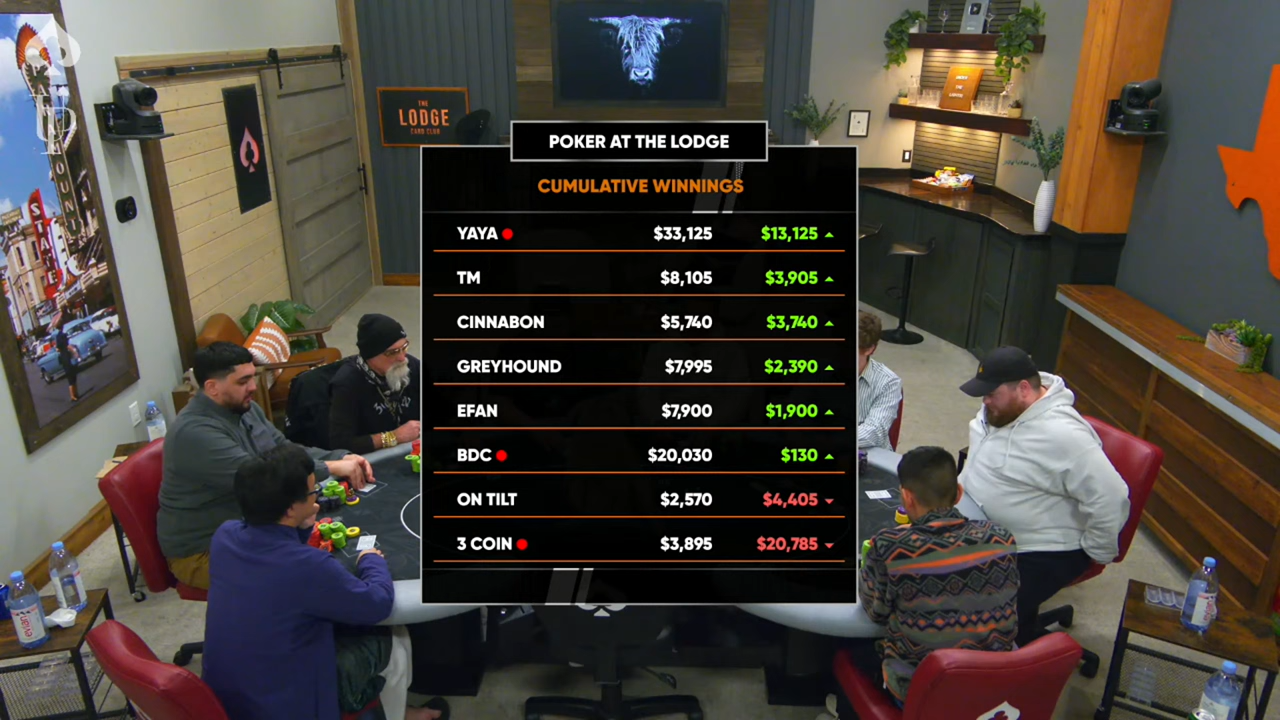 THE
LODGE
CARD CLUB
STATE
POKER AT THE LODGE
CUMULATIVE WINNINGS
YAYA $33,125 $13,125
TM $8,105 $3,905
CINNABON $5,740 $3,740
GREYHOUND $7,995 $2,390
EFAN $7,900 $1,900
BDC $20,030 $130
ON TILT $2,570 $4,405
3 COIN $3,895 $20,785
evian